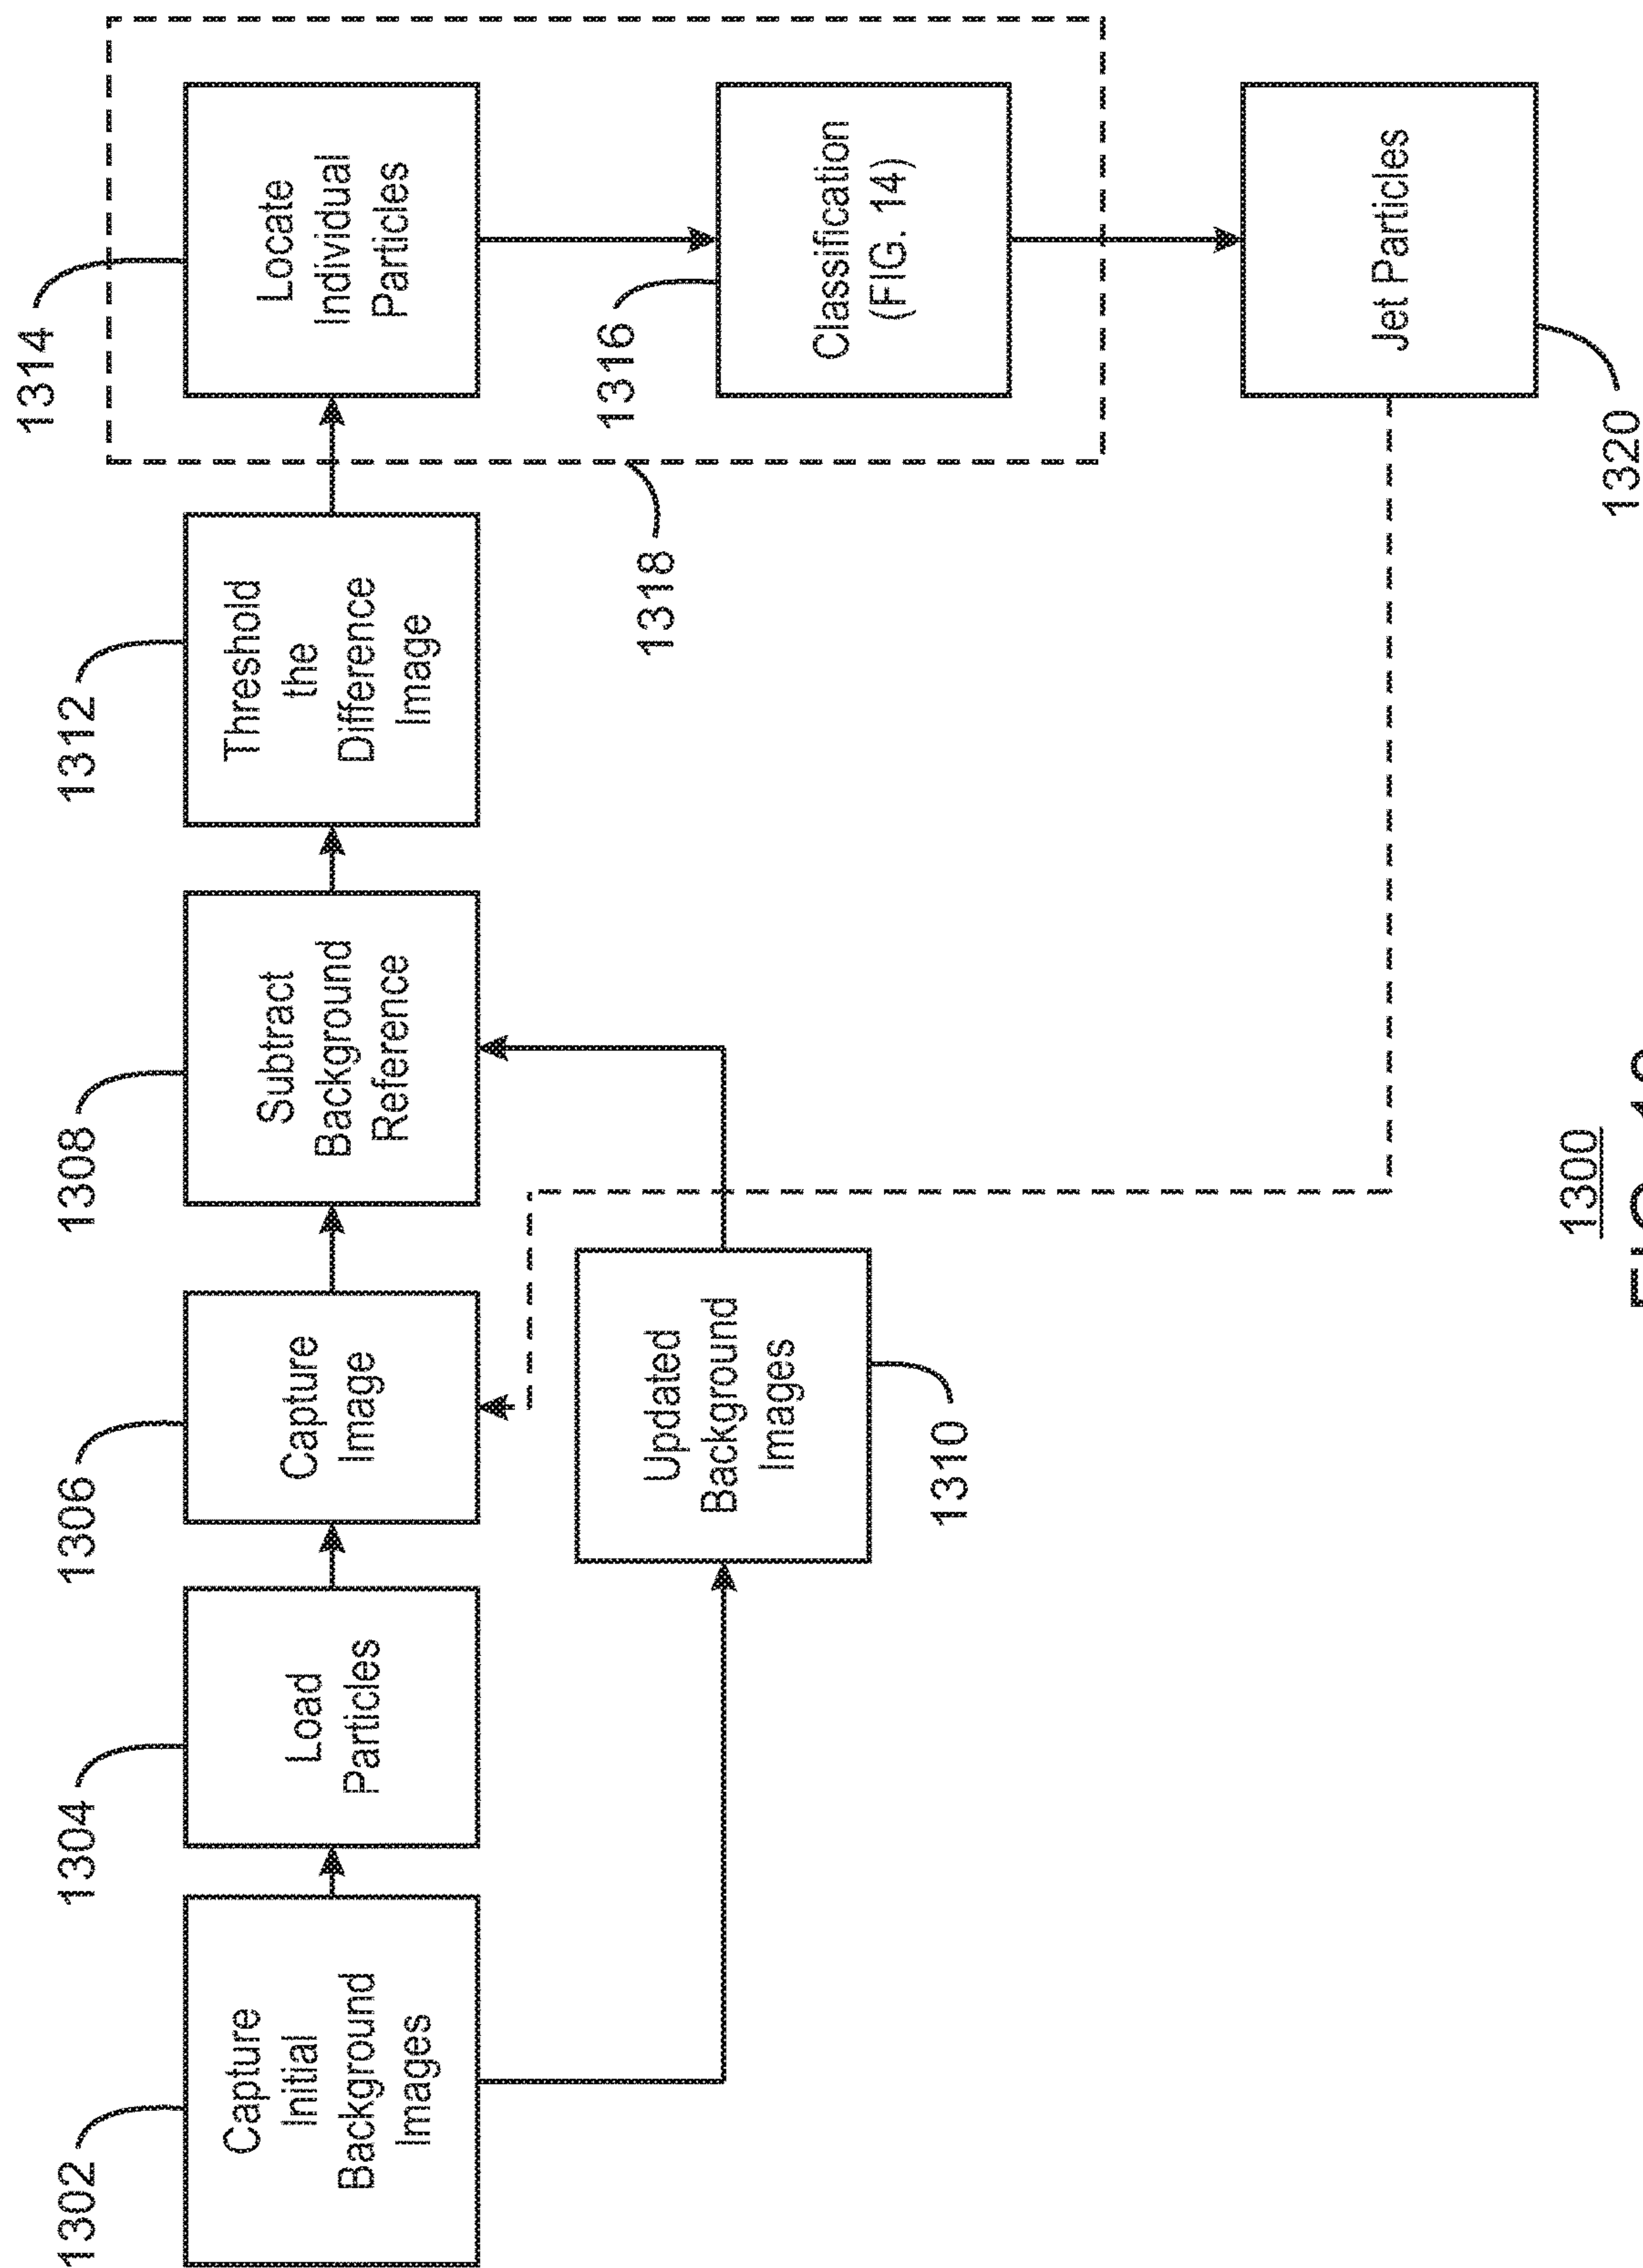 1302
Capture
Initial
Background
Images
1304
Load
Particles
1306
Capture
Image
1308
Subtract
Background
Reference
1312
Threshold
the
Difference
Image
1314
Locate
Individual
Particles
1310
Updated
Background
Images
1318
1316
Classification
(FIG. 14)
Jet Particles
1320
1300